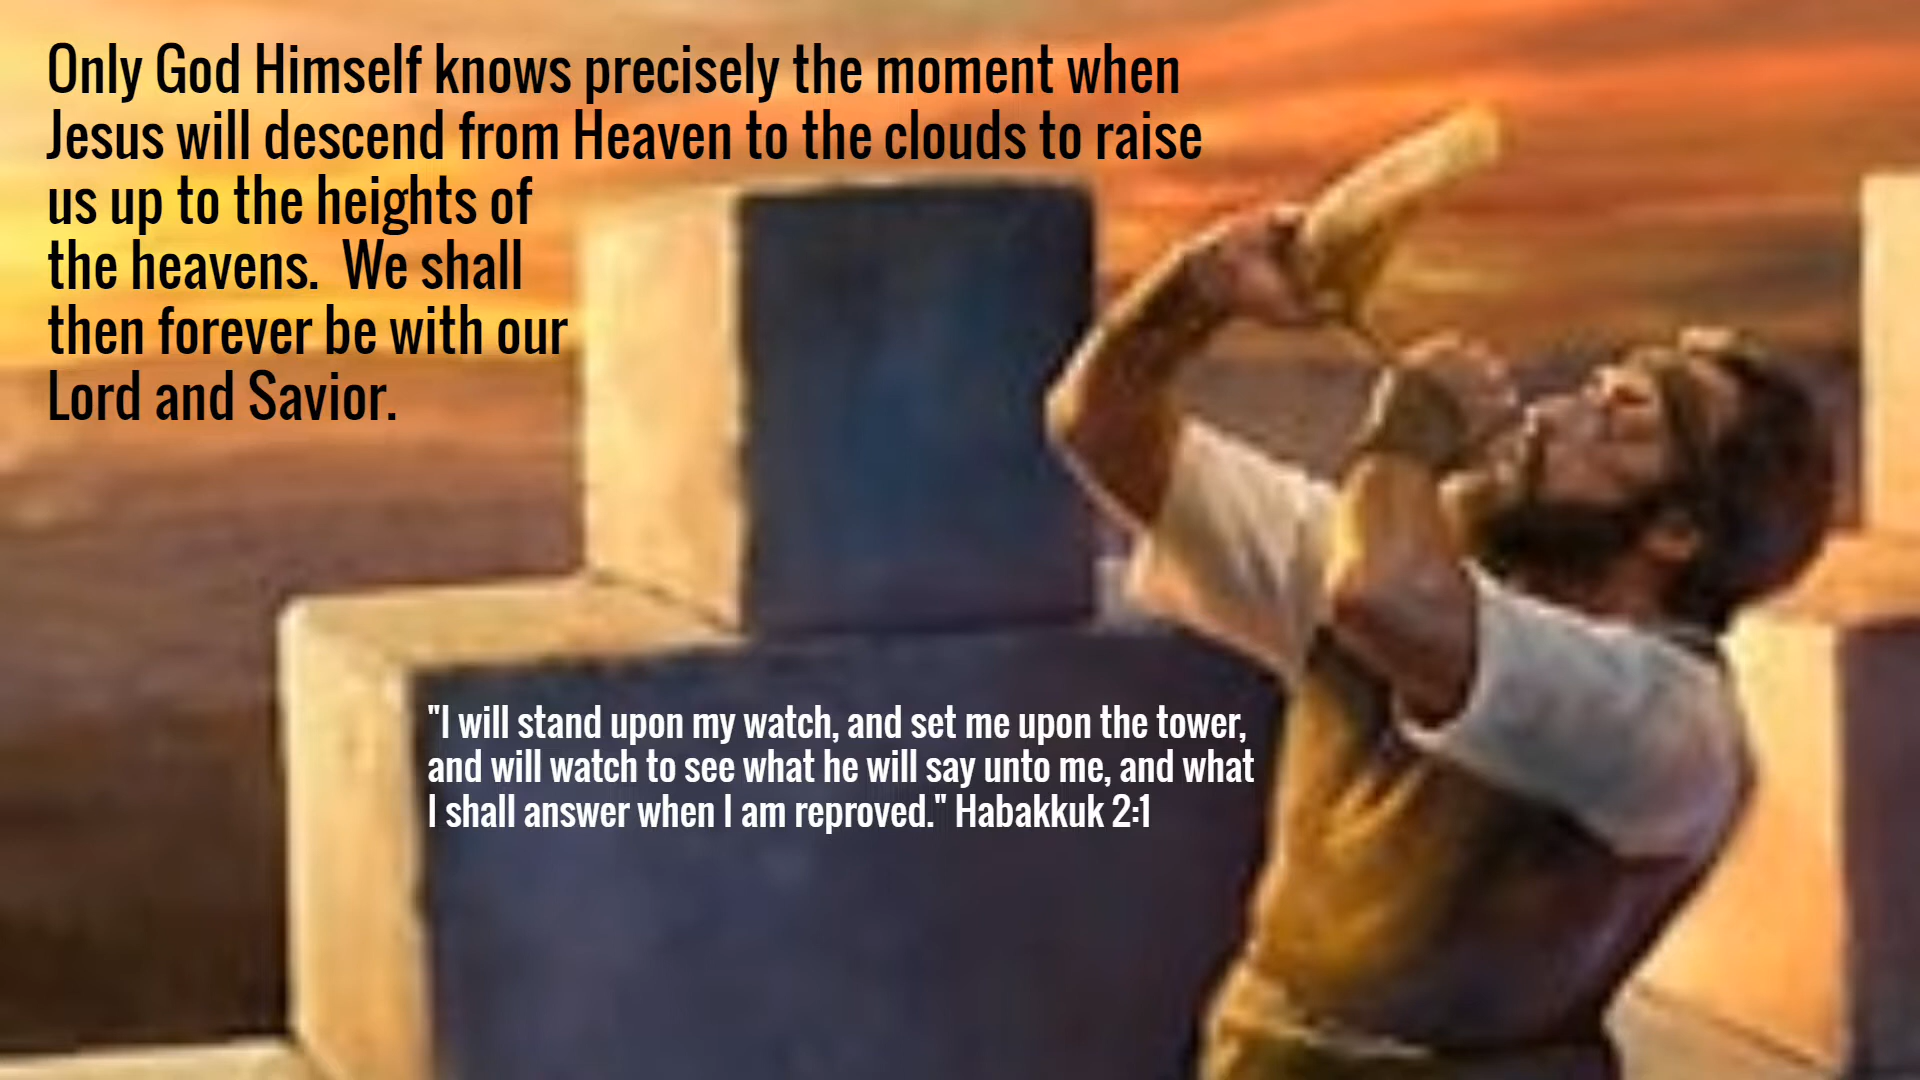 Only God Himself knows precisely the moment when
Jesus will descend from Heaven to the clouds to raise
us up to the heights of
the heavens.  We shall
then forever be with our
Lord and Savior.
"I will stand upon my watch, and set me upon the tower,
and will watch to see what he will say unto me, and what
I shall answer when I am reproved." Habakkuk 2:1